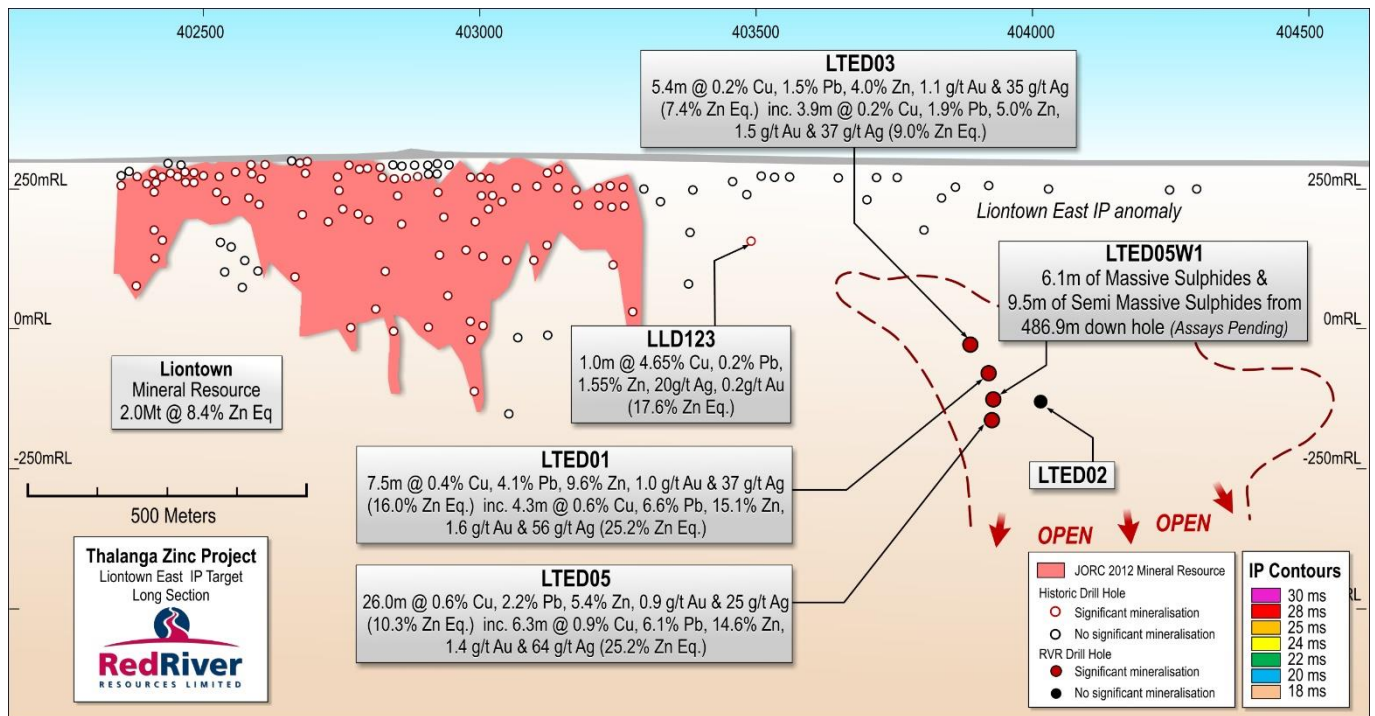 402500
403000
403500
404000
404500
LTED03
5.4m @ 0.2% Cu, 1.5% Pb, 4.0% Zn, 1.1 g/t Au & 35 g/t Ag
(7.4% Zn Eq.) inc. 3.9m @ 0.2% Cu, 1.9% Pb, 5.0% Zn,
1.5 g/t Au & 37 g/t Ag (9.0% Zn Eq.)
250mRL
250mRL
Liontown East IP anomaly
LTED05W1
6.1m of Massive Sulphides &
9.5m of Semi Massive Sulphides from
486.9m down hole (Assays Pending)
0mRL
0mRL
LLD123
1.0m @ 4.65% Cu, 0.2% Pb,
1.55% Zn, 20g/t Ag, 0.2g/t Au
(17.6% Zn Eq.)
Liontown
Mineral Resource
2.0Mt @ 8.4% Zn Eq
-250mRL
-250mRL
LTED01
7.5m @ 0.4% Cu, 4.1% Pb, 9.6% Zn, 1.0 g/t Au & 37 g/t Ag
(16.0% Zn Eq.) inc. 4.3m @ 0.6% Cu, 6.6% Pb, 15.1% Zn,
1.6 g/t Au & 56 g/t Ag (25.2% Zn Eq.)
LTED02
500 Meters
OPEN
OPEN
LTED05
26.0m @ 0.6% Cu, 2.2% Pb, 5.4% Zn, 0.9 g/t Au & 25 g/t Ag
(10.3% Zn Eq.) inc. 6.3m @ 0.9% Cu, 6.1% Pb, 14.6% Zn,
1.4 g/t Au & 64 g/t Ag (25.2% Zn Eq.)
Thalanga Zinc Project
Liontown East IP Target
Long Section
RedRiver
RESOURCES LIMITED
JORC 2012 Mineral Resource
Historic Drill Hole
Significant mineralisation
No significant mineralisation
RVR Drill Hole
Significant mineralisation
No significant mineralisation
IP Contours
30 ms
28 ms
25 ms
24 ms
22 ms
20 ms
18 ms